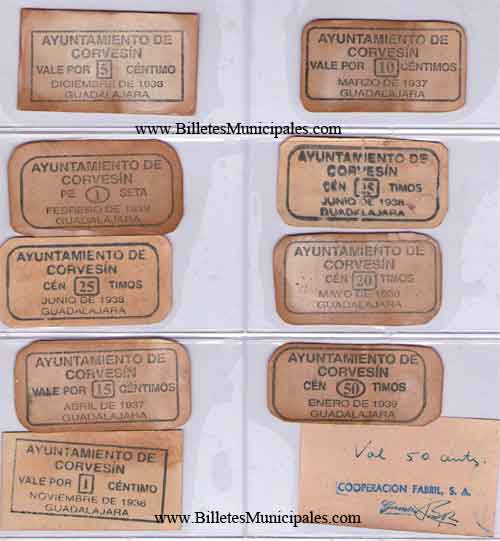 AYUNTAMIENTO DE
CORVESÍN
VALE POR 5 CÉNTIMO
DICIEMBRE DE 1936
GUADALAJARA
AYUNTAMIENTO DE
CORVESÍN
VALE POR 10 CÉNTIMOS
MARZO DE 1937
GUADALAJARA
www.BilletesMunicipales.com
AYUNTAMIENTO DE
CORVESÍN
PE 1 SETA
FEBRERO DE 1939
GUADALAJARA
AYUNTAMIENTO DE
CORVESÍN
CÉN TIMOS
JUNIO DE 1938
GUADALAJARA
AYUNTAMIENTO DE
CORVESÍN
CÉN 25 TIMOS
JUNIO DE 1938
GUADALAJARA
AYUNTAMIENTO DE
CORVESÍN
CÉN 20 TIMOS
MAYO DE
GUADALAJARA
AYUNTAMIENTO DE
CORVESÍN
VALE POR 15 CÉNTIMOS
ABRIL DE 1937
GUADALAJARA
AYUNTAMIENTO DE
CORVESÍN
CÉN 50 TIMOS
ENERO DE 1939
GUADALAJARA
AYUNTAMIENTO DE
CORVESÍN
VALE POR 1 CÉNTIMO
NOVIEMBRE DE 1936
GUADALAJARA
Val 50 cnts.
COOPERACION FABRIL, S. A.
www.BilletesMunicipales.com